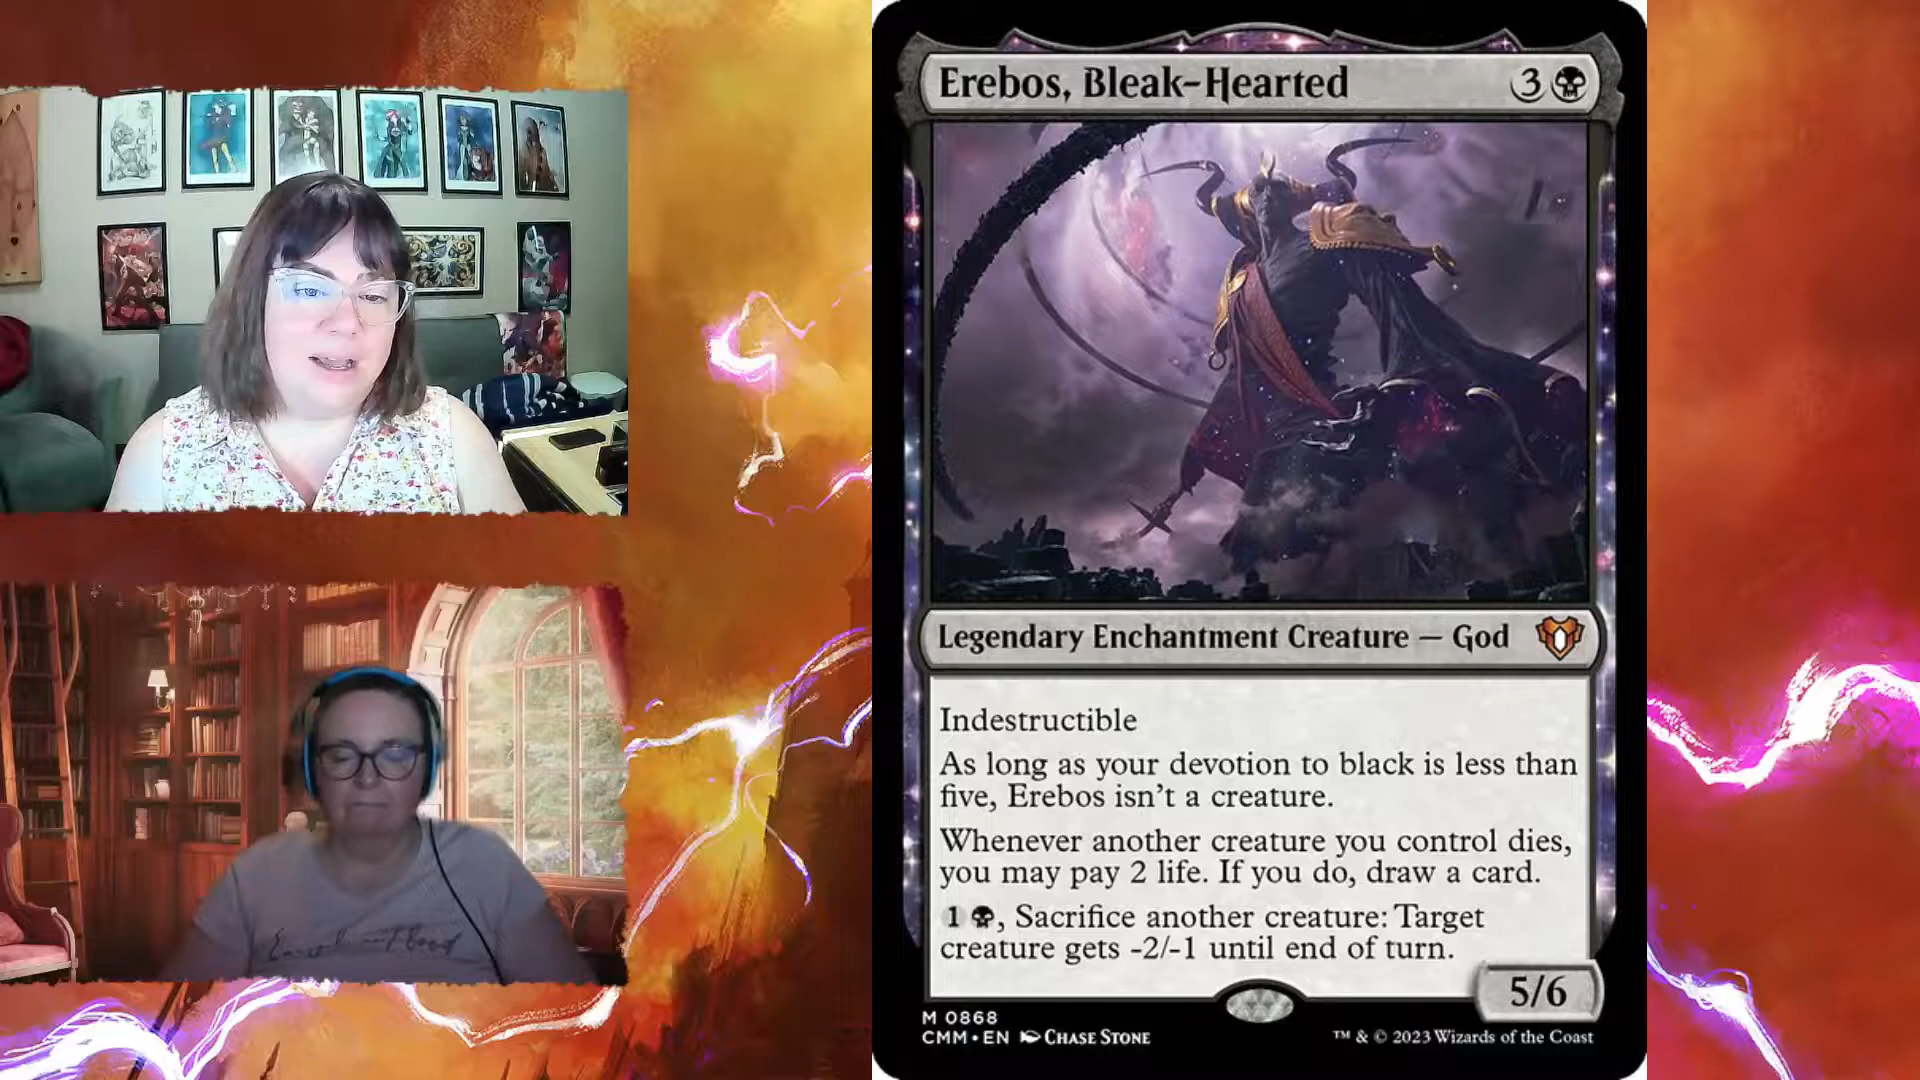 Erebos, Bleak-Hearted 3
Legendary Enchantment Creature — God
Indestructible
As long as your devotion to black is less than
five, Erebos isn't a creature.
Whenever another creature you control dies,
you may pay 2 life. If you do, draw a card.
1, Sacrifice another creature: Target
creature gets -2/-1 until end of turn.
5/6
M 0868
CMM • EN CHASE STONE
™ & © 2023 Wizards of the Coast